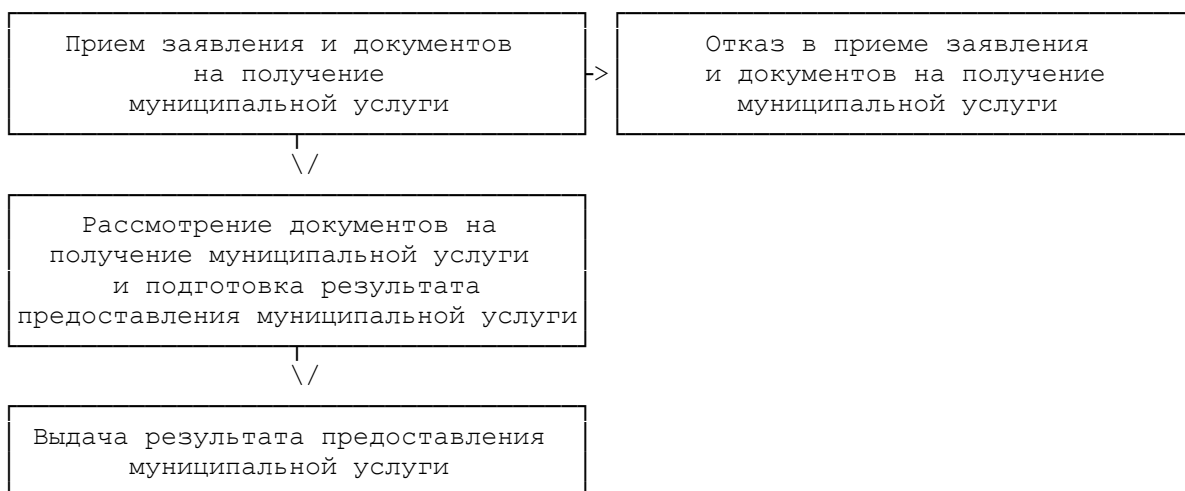 Прием заявления и документов
на получение
муниципальной услуги
Отказ в приеме заявления
и документов на получение
муниципальной услуги
Рассмотрение документов на
получение муниципальной услуги
и подготовка результата
предоставления муниципальной услуги
Выдача результата предоставления
муниципальной услуги